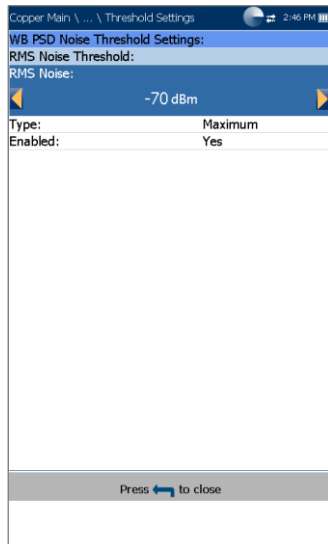 Copper Main \ ... \ Threshold Settings 2:46 PM
WB PSD Noise Threshold Settings:
RMS Noise Threshold:
RMS Noise:
-70 dBm
Type: Maximum
Enabled: Yes
Press to close